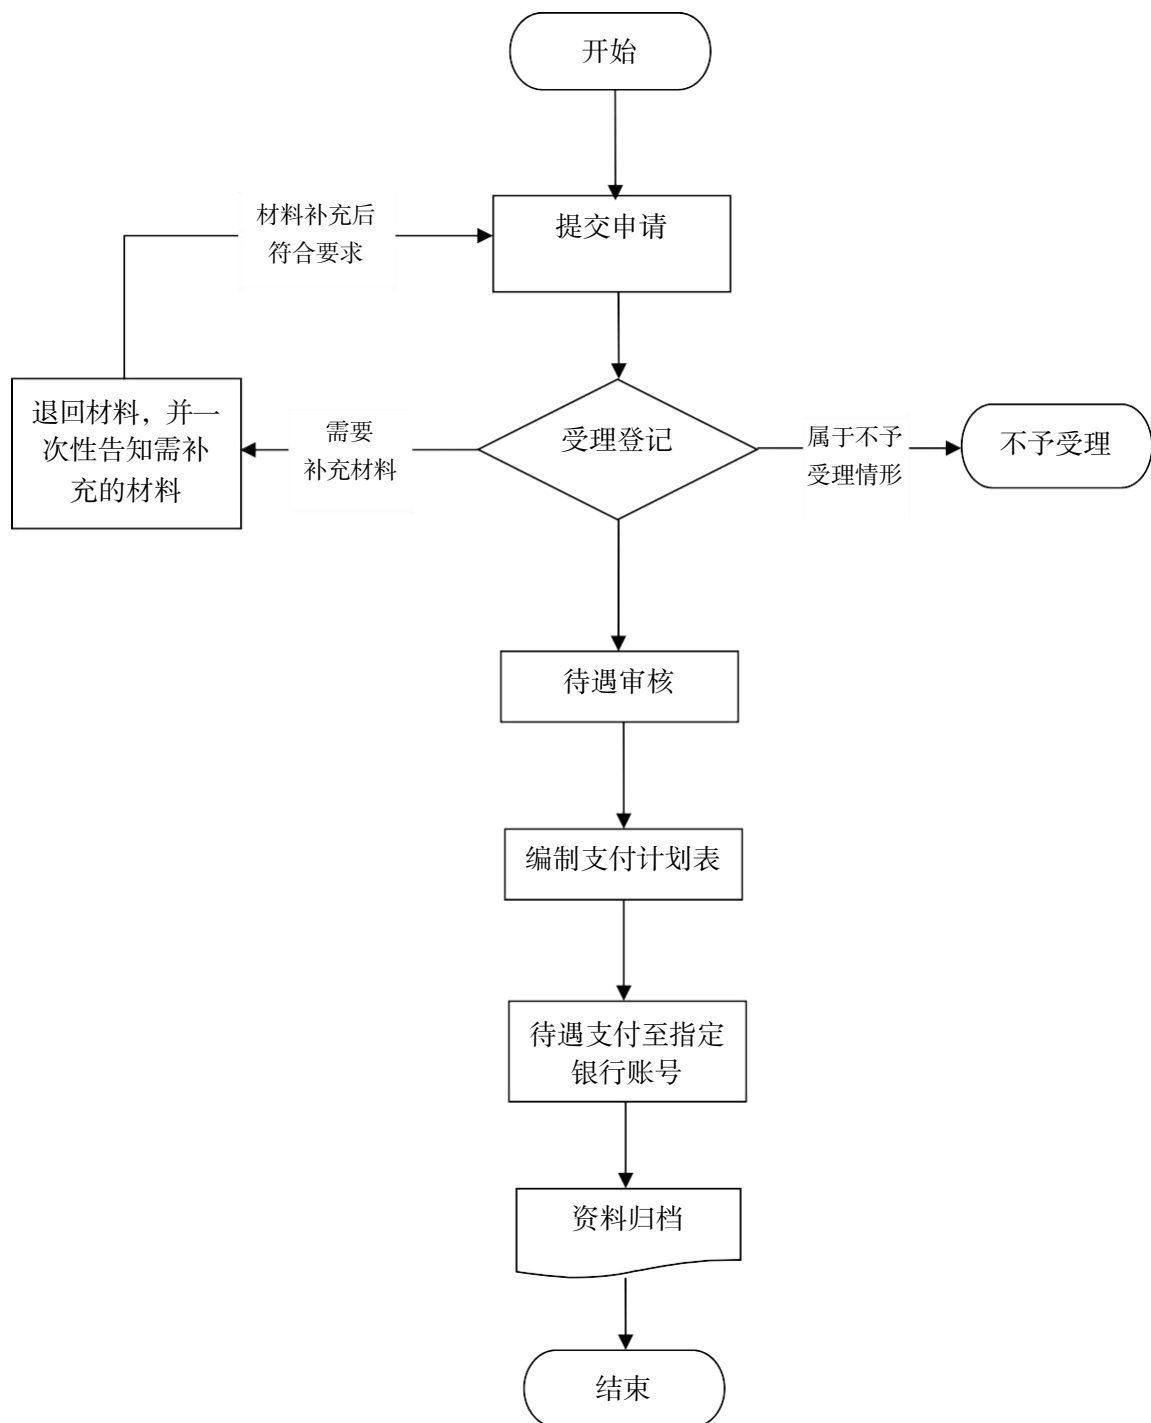 开始
材料补充后
符合要求
提交申请
退回材料，并一
次性告知需补
充的材料
需要
补充材料
受理登记
属于不予
受理情形
不予受理
待遇审核
编制支付计划表
待遇支付至指定
银行账号
资料归档
结束